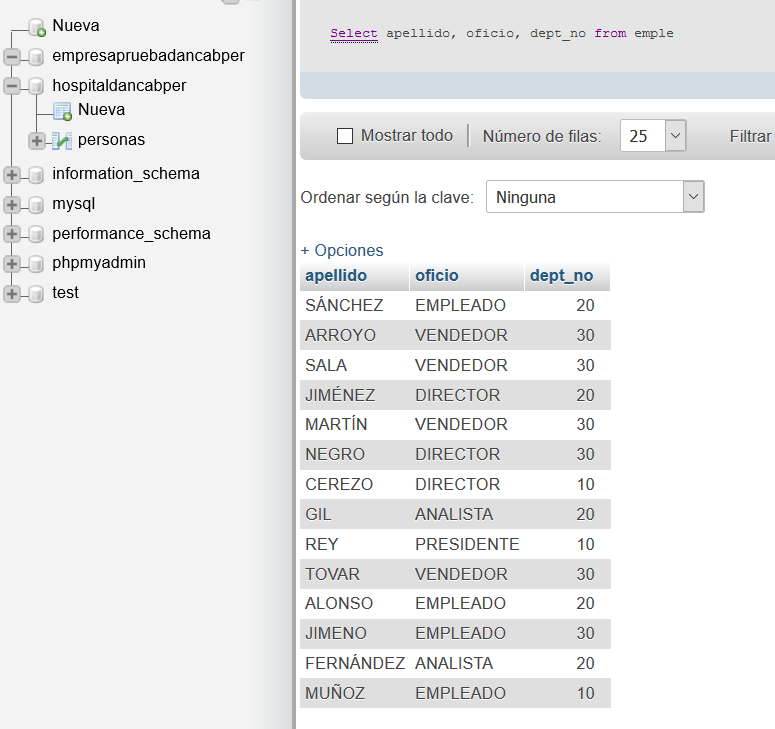 Nueva
empresapruebadancabper
hospitaldancabper
Nueva
personas
information_schema
mysql
performance_schema
phpmyadmin
test
Select apellido, oficio, dept_no from emple
Mostrar todo Número de filas: 25 Filtrar
Ordenar según la clave: Ninguna
+ Opciones
apellido oficio dept_no
SÁNCHEZ EMPLEADO 20
ARROYO VENDEDOR 30
SALA VENDEDOR 30
JIMÉNEZ DIRECTOR 20
MARTÍN VENDEDOR 30
NEGRO DIRECTOR 30
CEREZO DIRECTOR 10
GIL ANALISTA 20
REY PRESIDENTE 10
TOVAR VENDEDOR 30
ALONSO EMPLEADO 20
JIMENO EMPLEADO 30
FERNÁNDEZ ANALISTA 20
MUÑOZ EMPLEADO 10